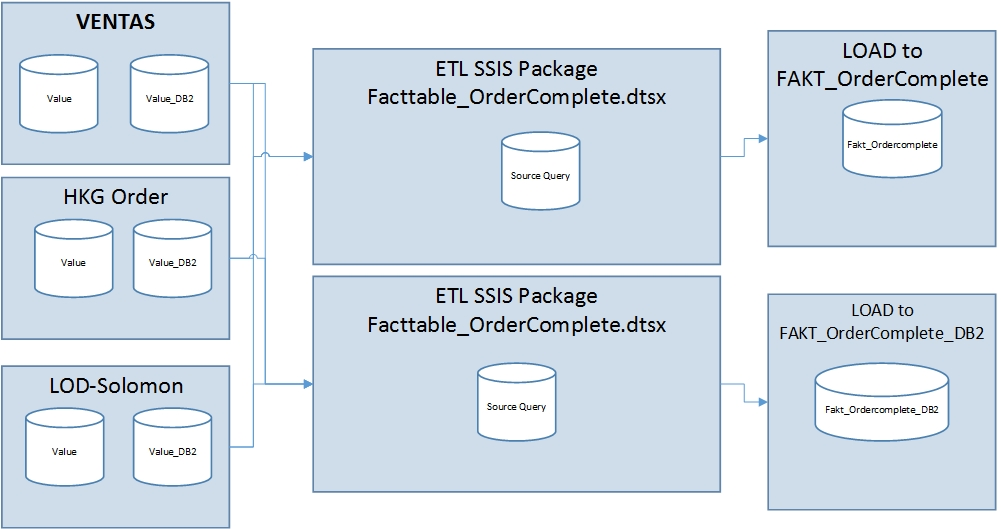 VENTAS
Value
Value_DB2
HKG Order
Value
Value_DB2
LOD-Solomon
Value
Value_DB2
ETL SSIS Package
Facttable_OrderComplete.dtsx
Source Query
ETL SSIS Package
Facttable_OrderComplete.dtsx
Source Query
LOAD to
FAKT_OrderComplete
Fakt_Ordercomplete
LOAD to
FAKT_OrderComplete_DB2
Fakt_Ordercomplete_DB2